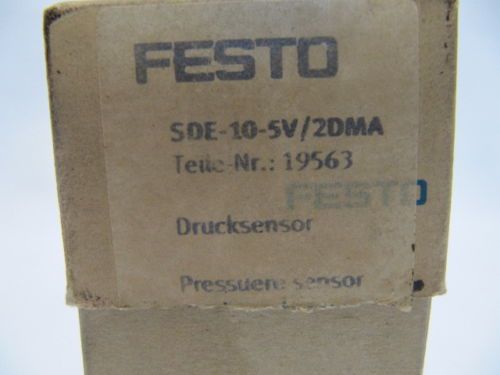 FESTO
SDE-10-5V/2DMA
Teile-Nr.: 19563
FESTO
Drucksensor
Pressuere sensor